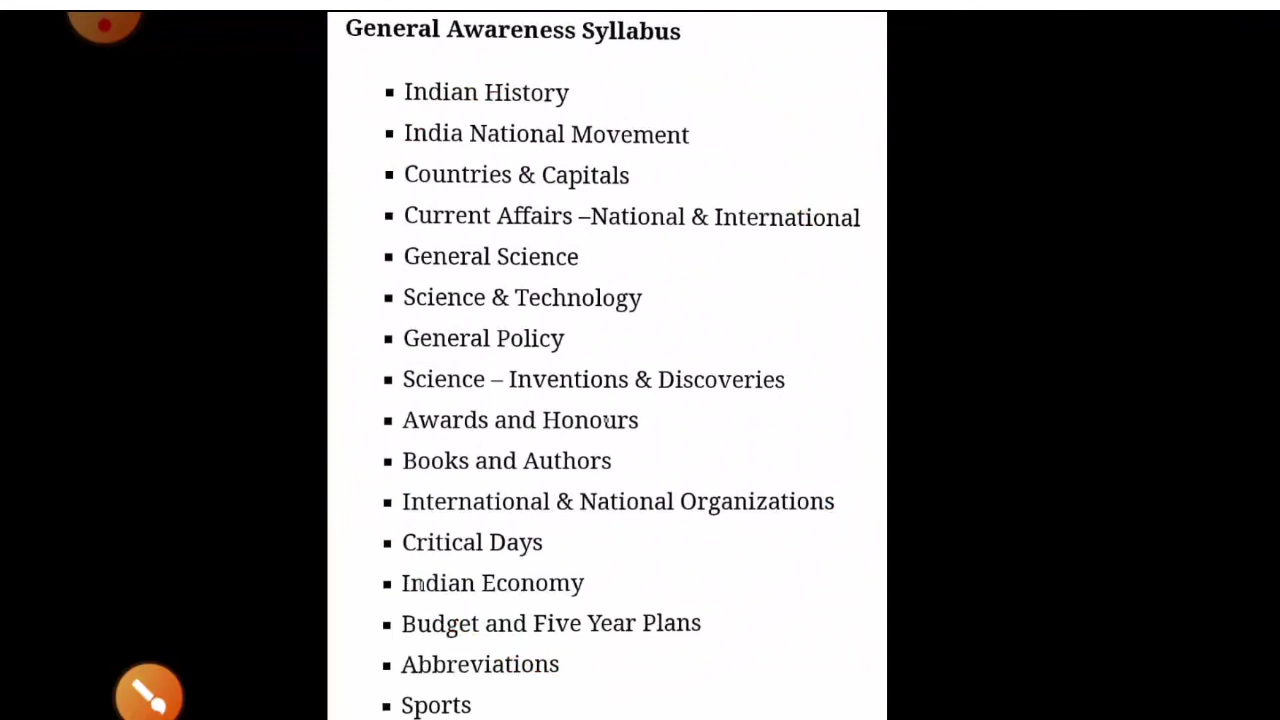 General Awareness Syllabus
▪ Indian History
▪ India National Movement
▪ Countries & Capitals
▪ Current Affairs –National & International
▪ General Science
▪ Science & Technology
▪ General Policy
▪ Science – Inventions & Discoveries
▪ Awards and Honours
▪ Books and Authors
▪ International & National Organizations
▪ Critical Days
▪ Indian Economy
▪ Budget and Five Year Plans
▪ Abbreviations
▪ Sports